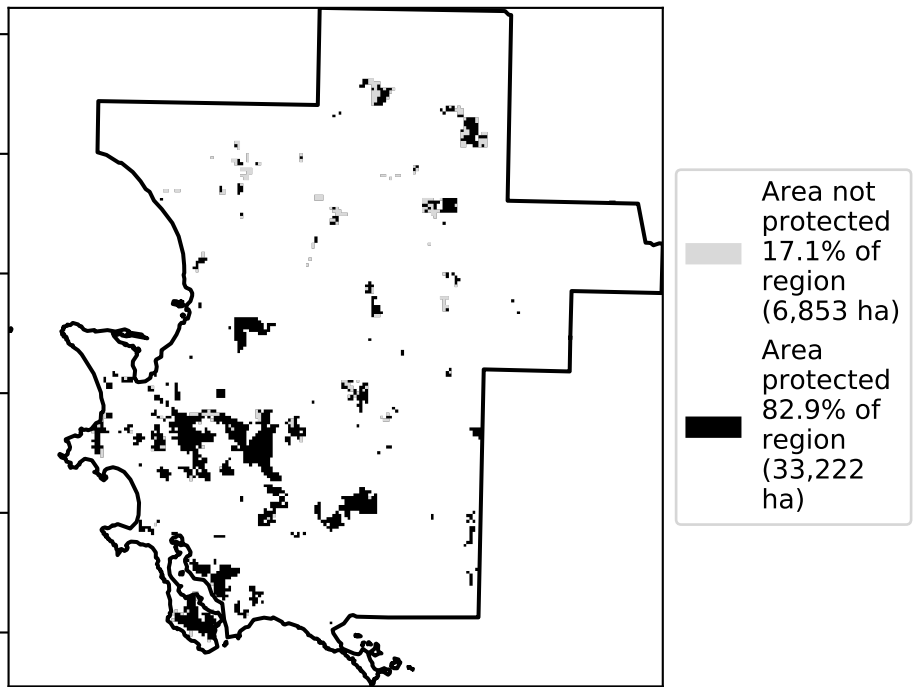 Area not
protected
17.1% of
region
(6,853 ha)
Area
protected
82.9% of
region
(33,222
ha)